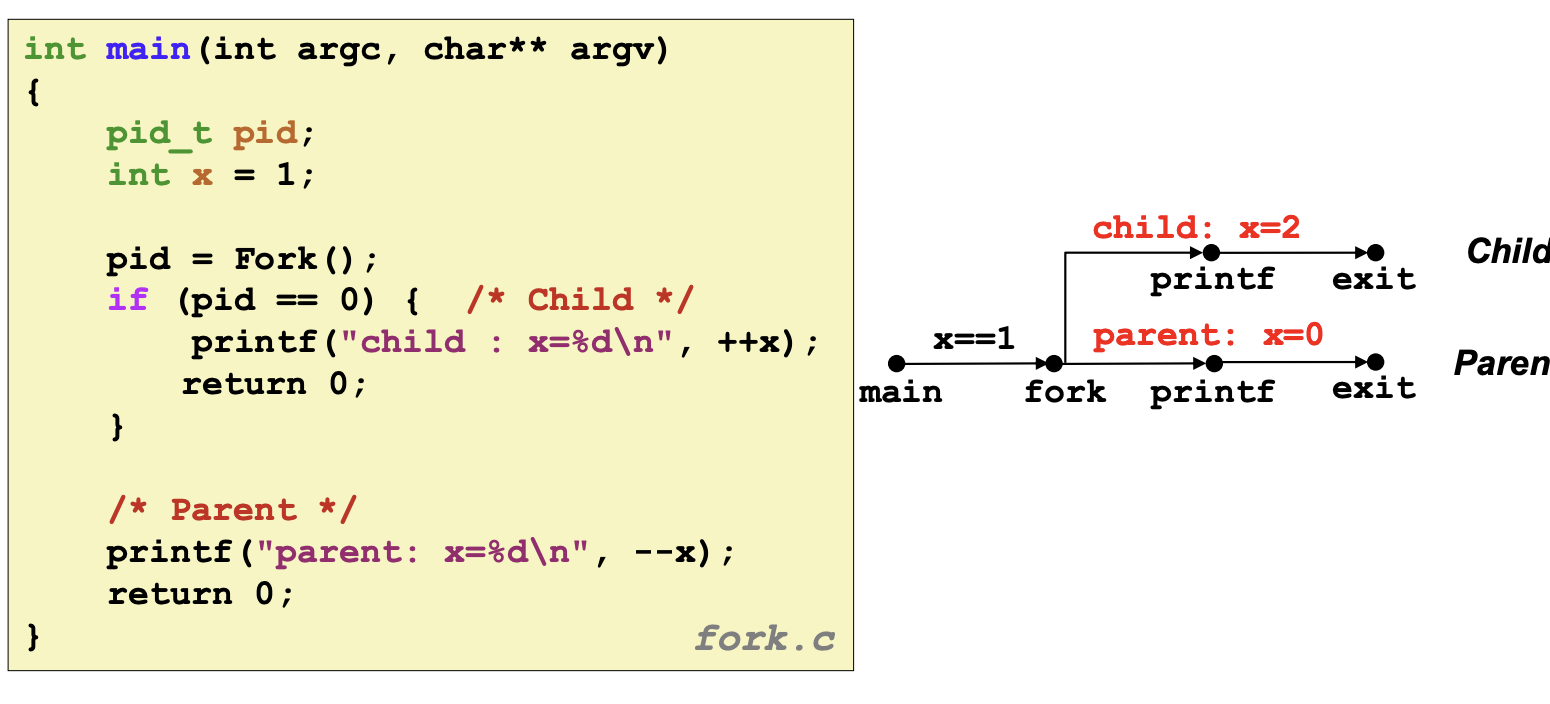 int main(int argc, char** argv)
{
pid_t pid;
int x = 1;
pid = Fork();
if (pid == 0) {  /* Child */
printf("child : x=%d\n", ++x);
return 0;
}
/* Parent */
printf("parent: x=%d\n", --x);
return 0;
}
fork.c
child: x=2
Child
printf exit
x==1 parent: x=0
Paren
main fork printf exit